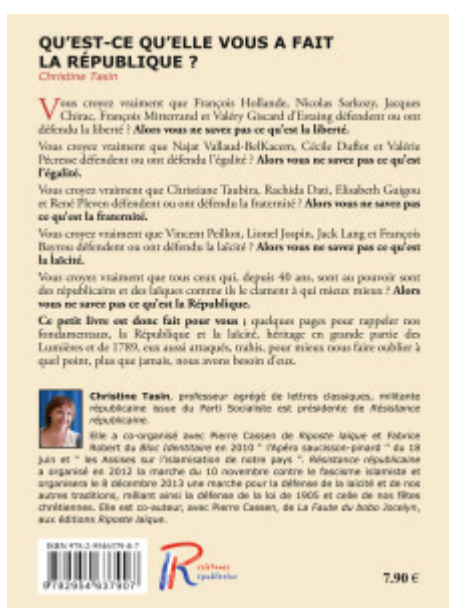 QU'EST-CE QU'ELLE VOUS A FAIT
LA RÉPUBLIQUE ?
Christine Tasin
Vous croyez vraiment que François Hollande, Nicolas Sarkozy, Jacques
Chirac, François Mitterrand et Valéry Giscard d'Estaing défendent ou ont
défendu la liberté ? Alors vous ne savez pas ce qu'est la liberté.
Vous croyez vraiment que Najat Vallaud-BelKacem, Cécile Duflot et Valérie
Pécresse défendent ou ont défendu l'égalité ? Alors vous ne savez pas ce qu'est
l'égalité.
Vous croyez vraiment que Christiane Taubira, Rachida Dati, Elisabeth Guigou
et René Pleven défendent ou ont défendu la fraternité ? Alors vous ne savez pas
ce qu'est la fraternité.
Vous croyez vraiment que Vincent Peillon, Lionel Jospin, Jack Lang et François
Bayrou défendent ou ont défendu la laïcité ? Alors vous ne savez pas ce qu'est
la laïcité.
Vous croyez vraiment que tous ceux qui, depuis 40 ans, sont au pouvoir sont
des républicains et des laïques comme ils le clament à qui mieux mieux ? Alors
vous ne savez pas ce qu'est la République.
Ce petit livre est donc fait pour vous ; quelques pages pour rappeler nos
fondamentaux, la République et la laïcité, héritage en grande partie des
Lumières et de 1789, eux aussi attaqués, trahis, pour mieux nous faire oublier à
quel point, plus que jamais, nous avons besoin d'eux.
Christine Tasin, professeur agrégé de lettres classiques, militante
républicaine issue du Parti Socialiste est présidente de Résistance
républicaine.
Elle a co-organisé avec Pierre Cassen de Riposte laïque et Fabrice
Robert du Bloc Identitaire en 2010 " l'Apéro saucisson-pinard " du 18
juin et " les Assises sur l'islamisation de notre pays ". Résistance républicaine
a organisé en 2012 la marche du 10 novembre contre le fascisme islamiste et
organisera le 8 décembre 2013 une marche pour la défense de la laïcité et de nos
autres traditions, mêlant ainsi la défense de la loi de 1905 et celle de nos fêtes
chrétiennes. Elle est co-auteur, avec Pierre Cassen, de La Faute du bobo Jocelyn,
aux éditions Riposte laïque.
ISBN 978-2-9546379-0-7
9782954637907
R éditions
républicaine
7.90 €